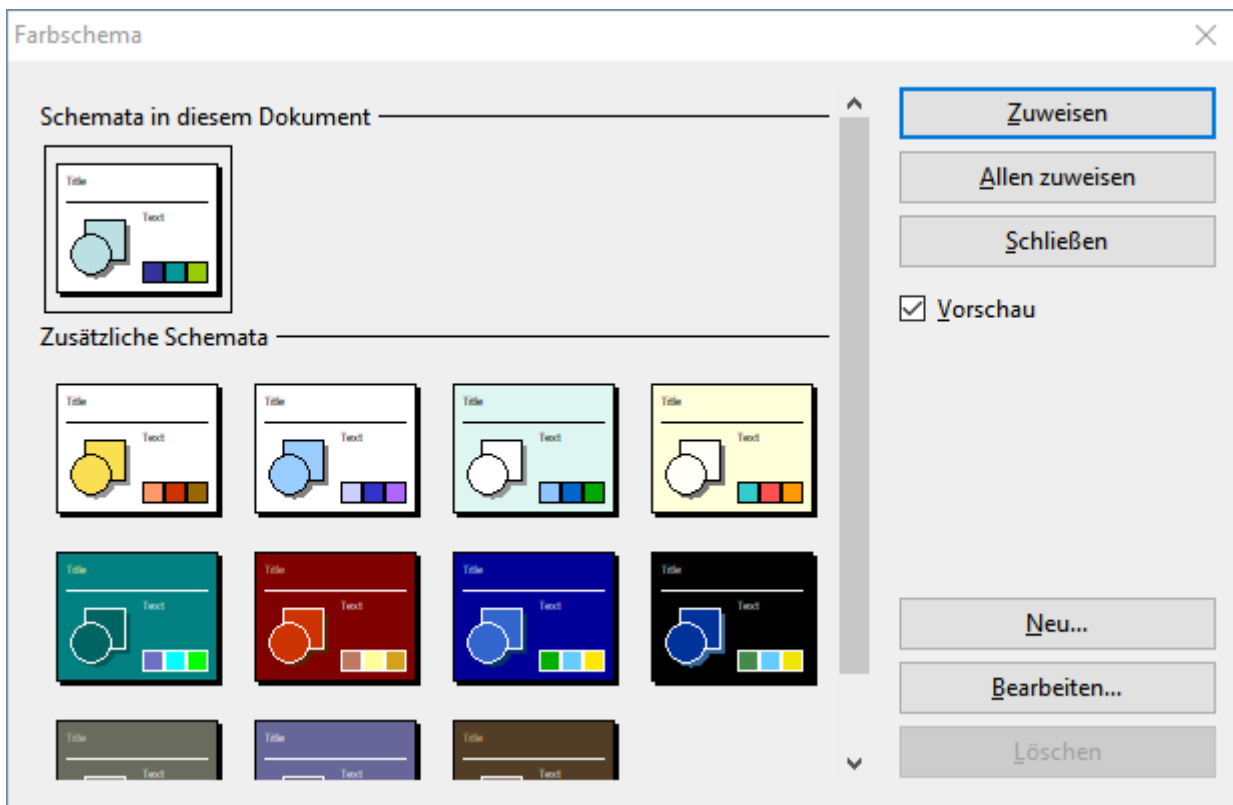 Farbschema
Schemata in diesem Dokument
Title
Text
Zusätzliche Schemata
Title
Text
Title
Text
Title
Text
Title
Text
Title
Text
Title
Text
Title
Text
Title
Text
Title
Text
Title
Text
Title
Text
Zuweisen
Allen zuweisen
Schließen
Vorschau
Neu...
Bearbeiten...
Löschen